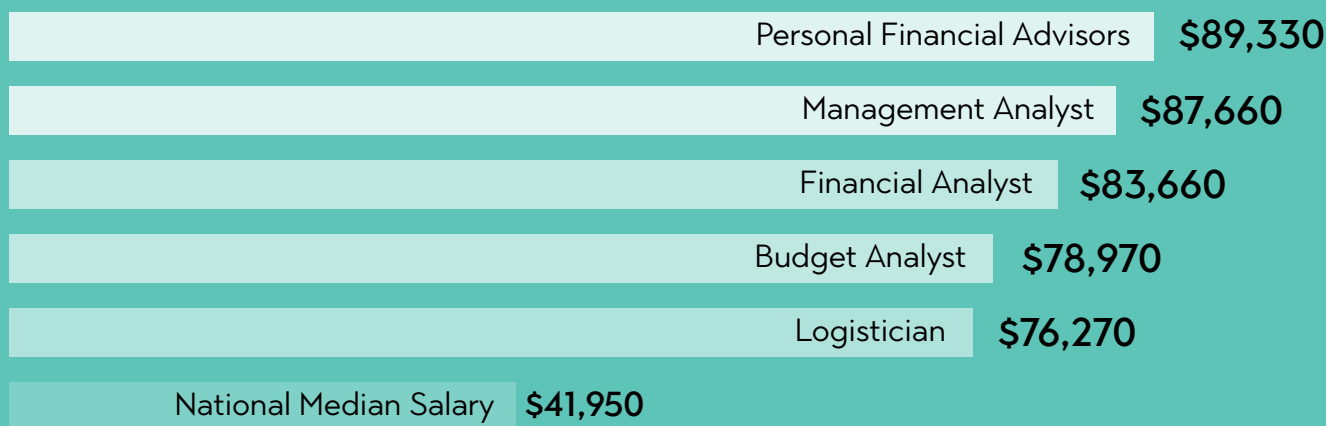 Personal Financial Advisors $89,330
Management Analyst $87,660
Financial Analyst $83,660
Budget Analyst $78,970
Logistician $76,270
National Median Salary $41,950